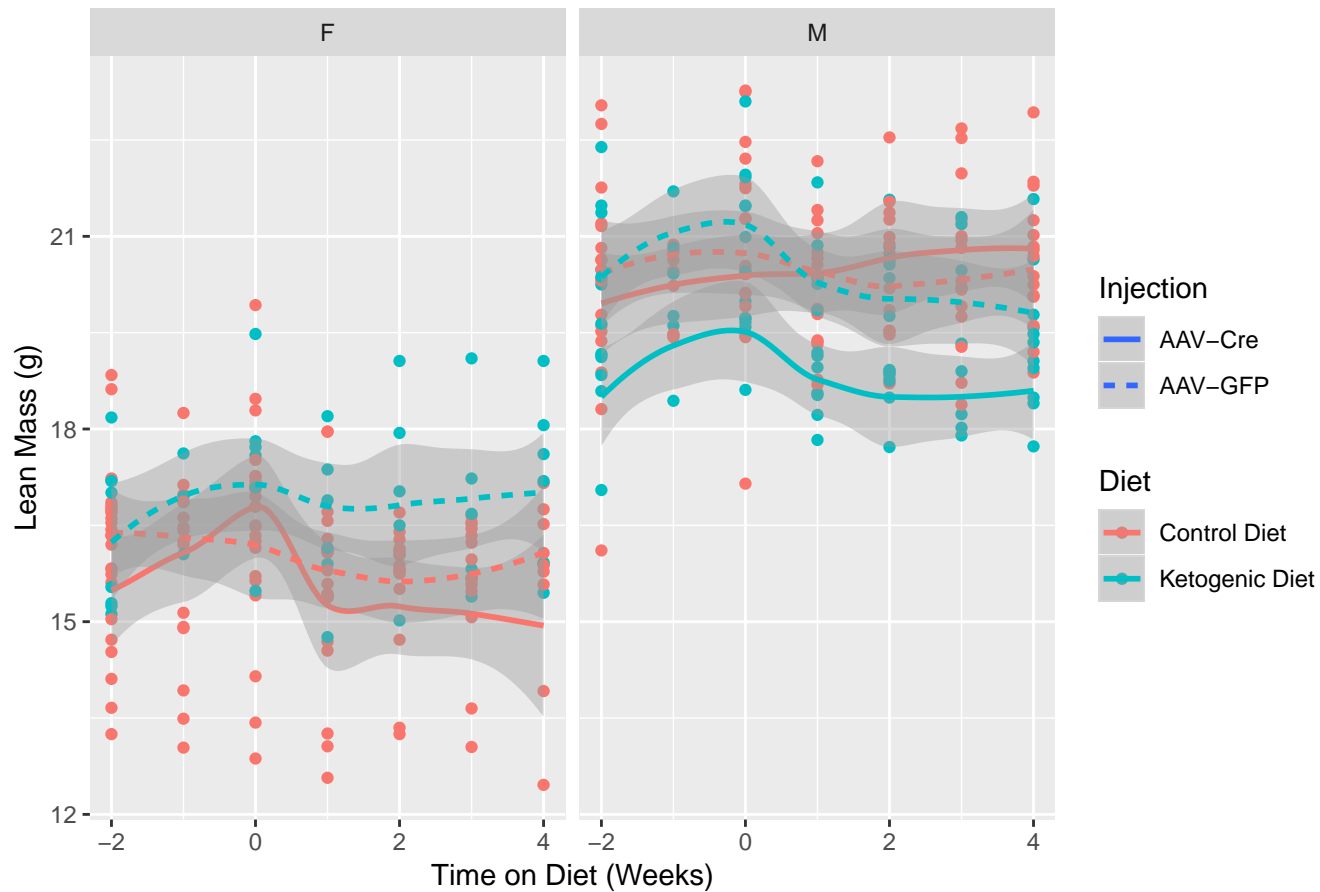 F
M
21
18
15
12
−2
0
2
4
−2
0
2
4
Lean Mass (g)
Time on Diet (Weeks)
Injection
AAV−Cre
AAV−GFP
Diet
Control Diet
Ketogenic Diet